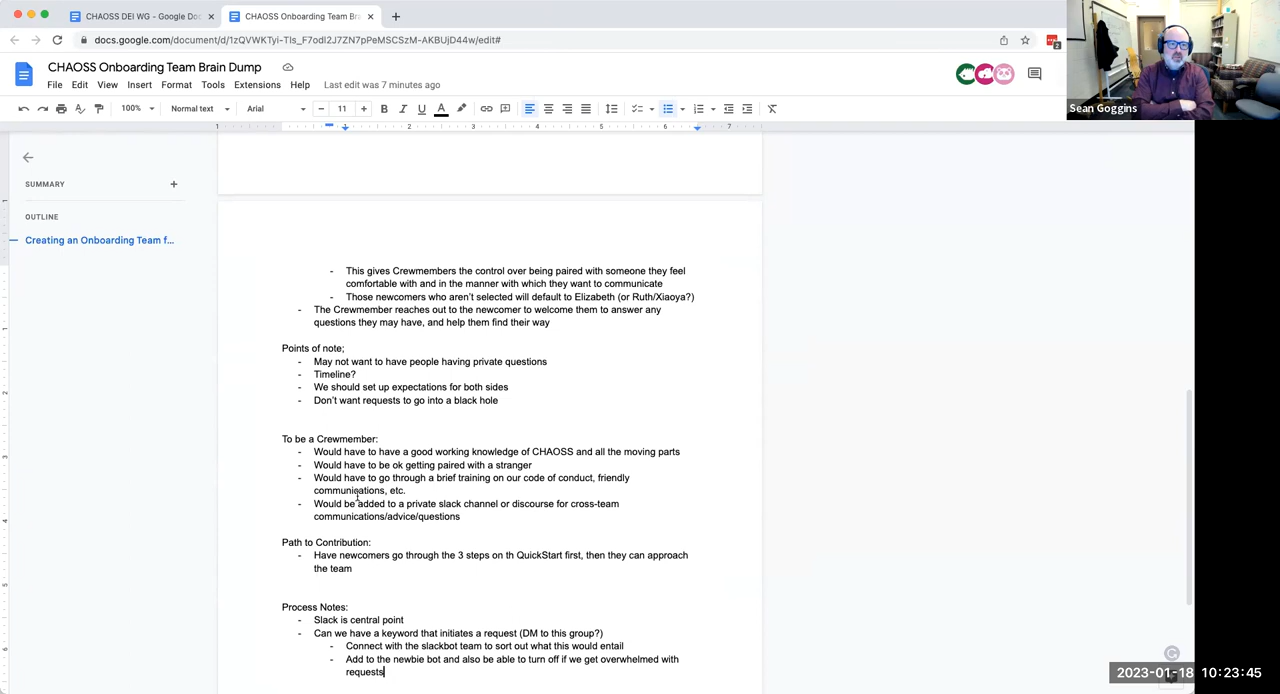 CHAOSS DEI WG - Google Doc
CHAOSS Onboarding Team Bra
docs.google.com/document/d/1zQVWKTyi-TIs_F7odI2J7ZN7pPeMSCSzM-AKBUjD44w/edit#
2
CHAOSS Onboarding Team Brain Dump
File Edit View Insert Format Tools Extensions Help Last edit was 7 minutes ago
100% Normal text Arial 11
Sean Goggins
1 1 2 3 4 5 6 7
SUMMARY
OUTLINE
Creating an Onboarding Team f...
- This gives Crewmembers the control over being paired with someone they feel
comfortable with and in the manner with which they want to communicate
- Those newcomers who aren't selected will default to Elizabeth (or Ruth/Xiaoya?)
- The Crewmember reaches out to the newcomer to welcome them to answer any
questions they may have, and help them find their way
Points of note;
- May not want to have people having private questions
- Timeline?
- We should set up expectations for both sides
- Don't want requests to go into a black hole
To be a Crewmember:
- Would have to have a good working knowledge of CHAOSS and all the moving parts
- Would have to be ok getting paired with a stranger
- Would have to go through a brief training on our code of conduct, friendly
communications, etc.
- Would be added to a private slack channel or discourse for cross-team
communications/advice/questions
Path to Contribution:
- Have newcomers go through the 3 steps on th QuickStart first, then they can approach
the team
Process Notes:
- Slack is central point
- Can we have a keyword that initiates a request (DM to this group?)
- Connect with the slackbot team to sort out what this would entail
- Add to the newbie bot and also be able to turn off if we get overwhelmed with
requests
2023-01-18 10:23:45